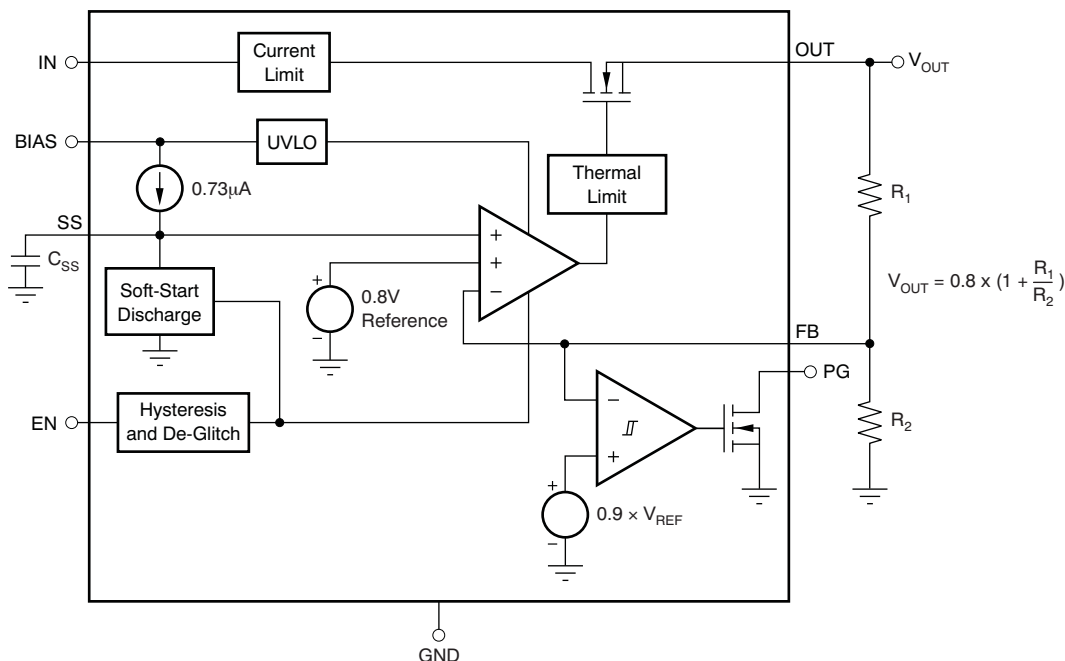 IN
Current
Limit
OUT
V_OUT
BIAS
UVLO
0.73μA
Thermal
Limit
R_1
SS
C_SS
+
+
−
Soft-Start
Discharge
+
0.8V
Reference
−
V_OUT = 0.8 x (1 + R_1/R_2)
FB
PG
EN
Hysteresis
and De-Glitch
−
+
R_2
+
0.9 × V_REF
−
GND